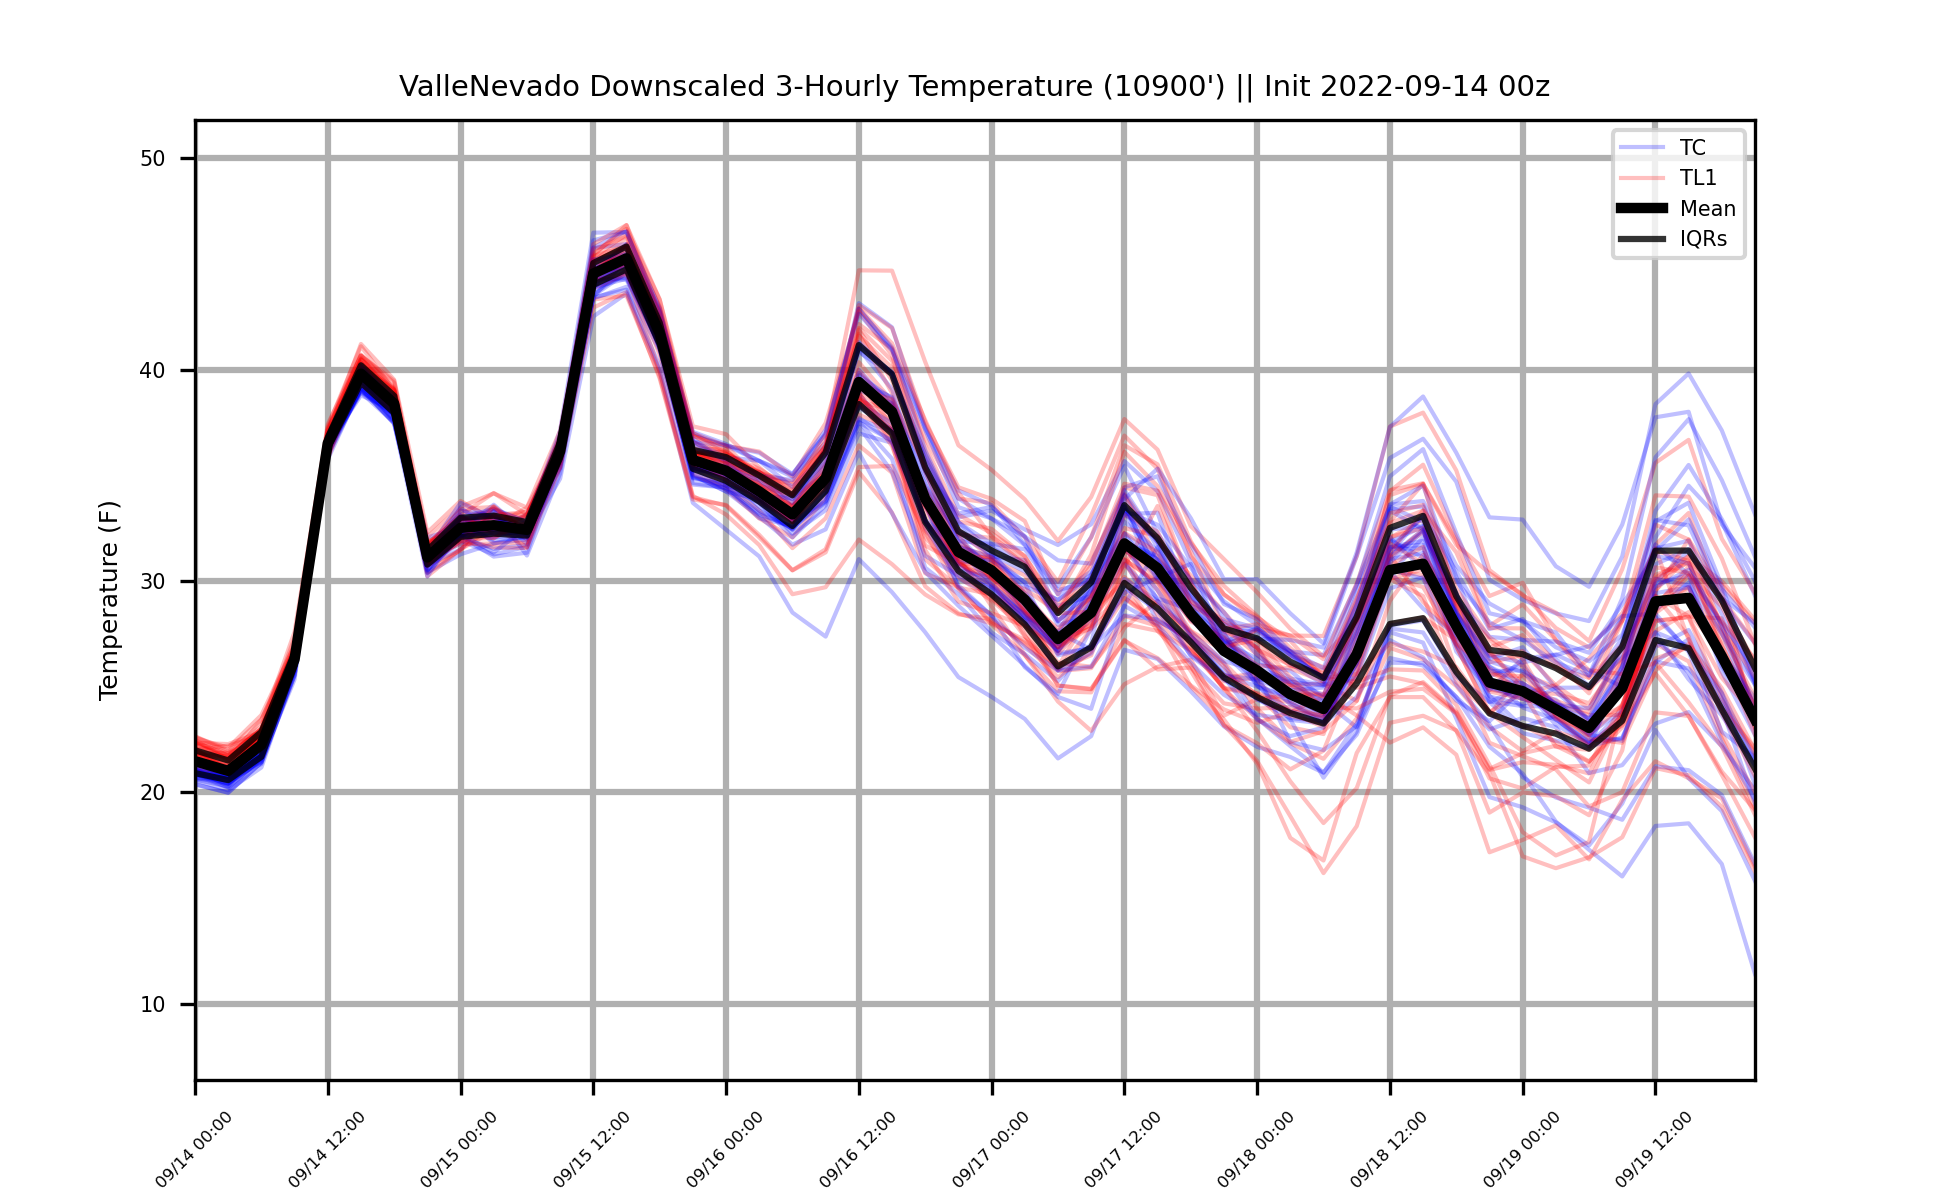 ValleNevado Downscaled 3-Hourly Temperature (10900') || Init 2022-09-14 00z
TC
TL1
Mean
IQRs
Temperature (F)
50
40
30
20
10
09/14 00:00
09/14 12:00
09/15 00:00
09/15 12:00
09/16 00:00
09/16 12:00
09/17 00:00
09/17 12:00
09/18 00:00
09/18 12:00
09/19 00:00
09/19 12:00